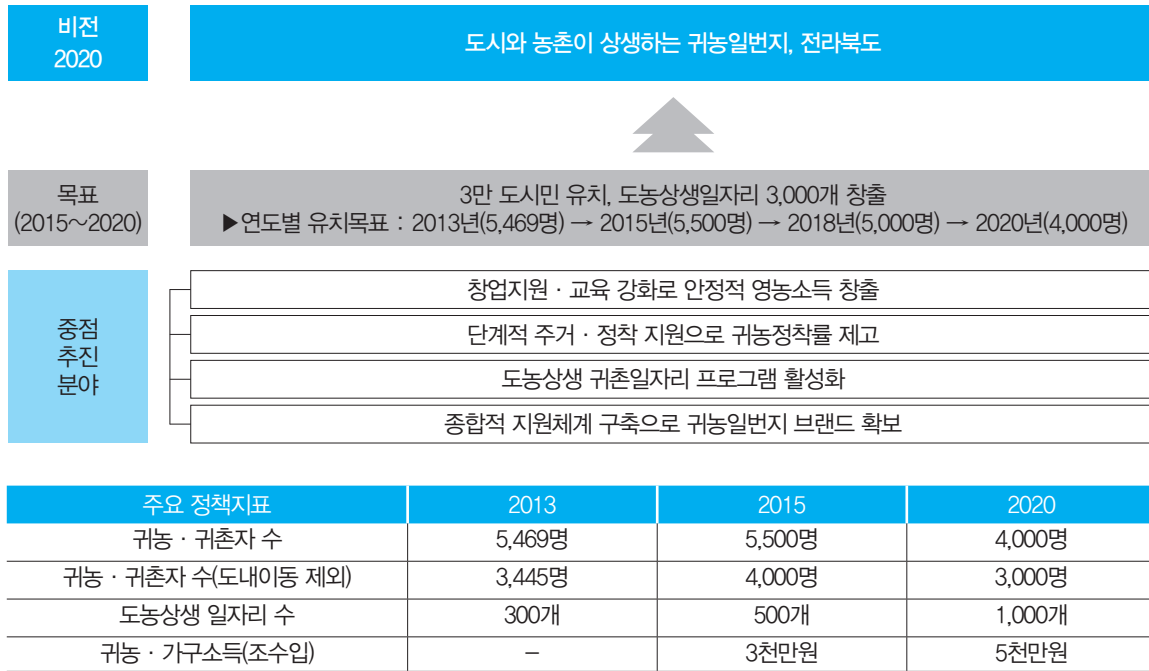 비전
2020
도시와 농촌이 상생하는 귀농일번지, 전라북도
목표
(2015~2020)
3만 도시민 유치, 도농상생일자리 3,000개 창출
▶연도별 유치목표 : 2013년(5,469명) → 2015년(5,500명) → 2018년(5,000명) → 2020년(4,000명)
중점
추진
분야
창업지원 · 교육 강화로 안정적 영농소득 창출
단계적 주거 · 정착 지원으로 귀농정착률 제고
도농상생 귀촌일자리 프로그램 활성화
종합적 지원체계 구축으로 귀농일번지 브랜드 확보
주요 정책지표 2013 2015 2020
귀농 · 귀촌자 수 5,469명 5,500명 4,000명
귀농 · 귀촌자 수(도내이동 제외) 3,445명 4,000명 3,000명
도농상생 일자리 수 300개 500개 1,000개
귀농 · 가구소득(조수입) – 3천만원 5천만원